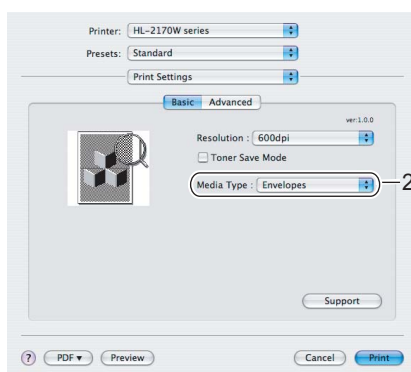 Printer: HL-2170W series
Presets: Standard
Print Settings
Basic Advanced
ver:1.0.0
Resolution : 600dpi
Toner Save Mode
Media Type : Envelopes 2
Support
? PDF ▾ Preview Cancel Print